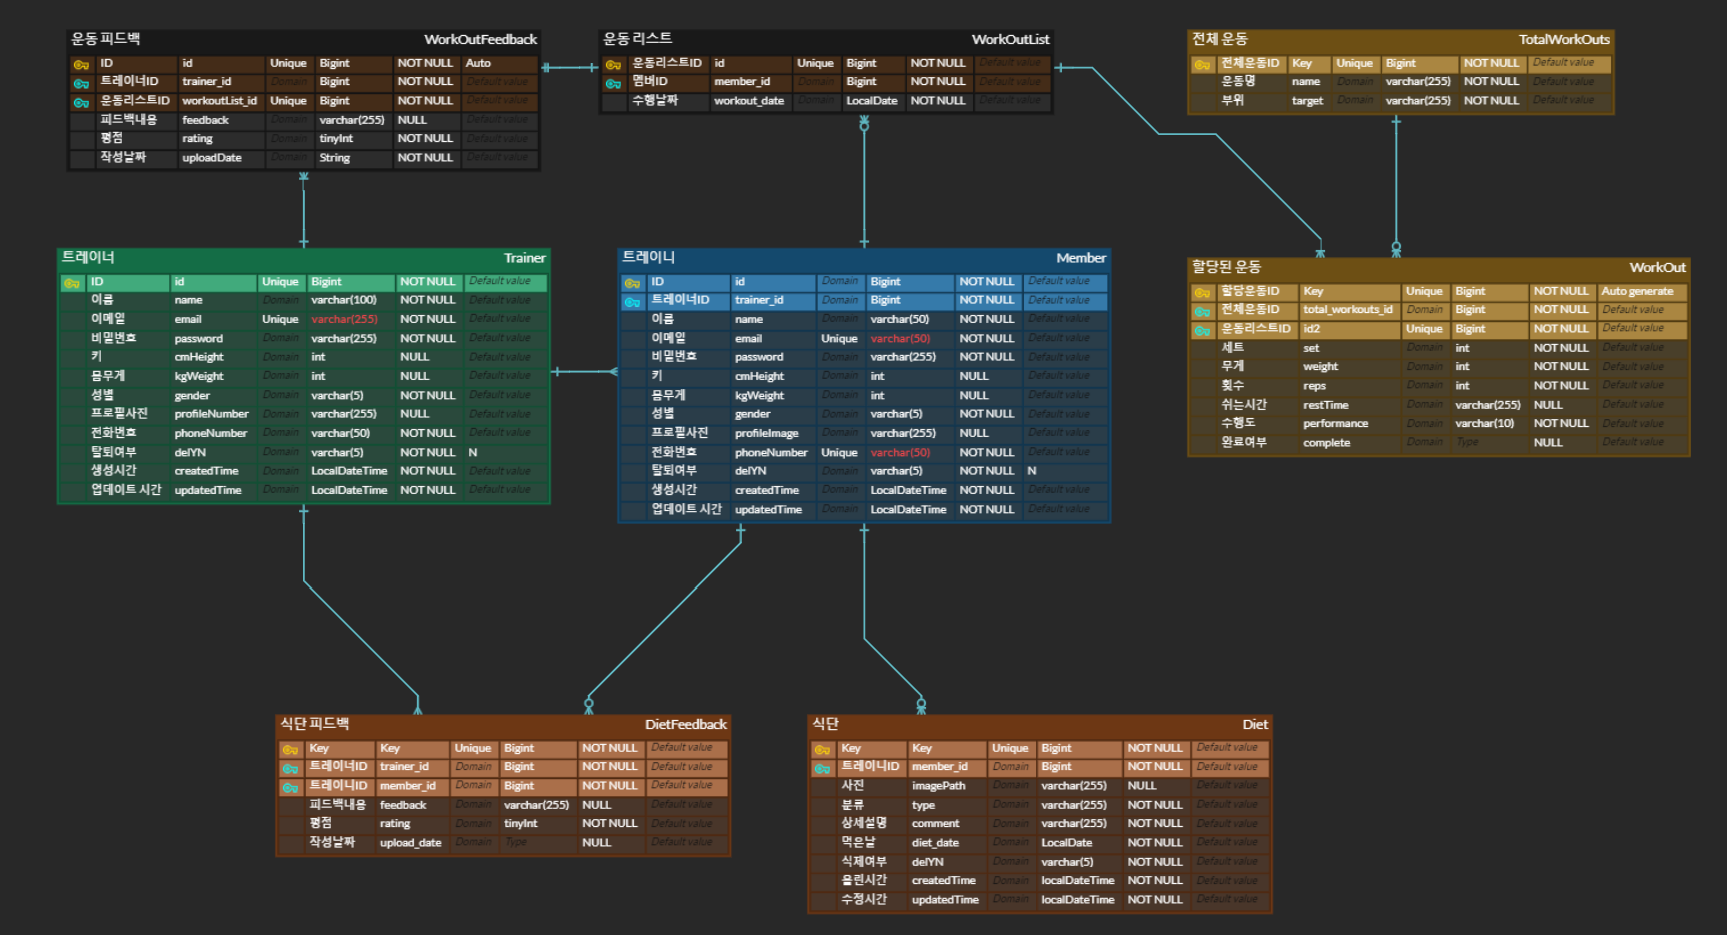 운동 피드백 WorkOutFeedback
ID id Unique Bigint NOT NULL Auto
트레이너ID trainer_id Domain Bigint NOT NULL Default value
운동리스트ID workoutList_id Unique Bigint NOT NULL Default value
피드백내용 feedback Domain varchar(255) NULL Default value
평점 rating Domain tinyInt NOT NULL Default value
작성날짜 uploadDate Domain String NOT NULL Default value
운동 리스트 WorkOutList
운동리스트ID id Unique Bigint NOT NULL Default value
멤버ID member_id Domain Bigint NOT NULL Default value
수행날짜 workout_date Domain LocalDate NOT NULL Default value
전체 운동 TotalWorkOuts
전체운동ID Key Unique Bigint NOT NULL Default value
운동명 name Domain varchar(255) NOT NULL Default value
부위 target Domain varchar(255) NOT NULL Default value
트레이너 Trainer
ID id Unique Bigint NOT NULL Default value
이름 name Domain varchar(100) NOT NULL Default value
이메일 email Unique varchar(255) NOT NULL Default value
비밀번호 password Domain varchar(255) NOT NULL Default value
키 cmHeight Domain int NULL Default value
몸무게 kgWeight Domain int NULL Default value
성별 gender Domain varchar(5) NOT NULL Default value
프로필사진 profileNumber Domain varchar(255) NULL Default value
전화번호 phoneNumber Domain varchar(50) NOT NULL Default value
탈퇴여부 delYN Domain varchar(5) NOT NULL N
생성시간 createdTime Domain LocalDateTime NOT NULL Default value
업데이트 시간 updatedTime Domain LocalDateTime NOT NULL Default value
트레이니 Member
ID id Domain Bigint NOT NULL Default value
트레이너ID trainer_id Domain Bigint NOT NULL Default value
이름 name Domain varchar(50) NOT NULL Default value
이메일 email Unique varchar(50) NOT NULL Default value
비밀번호 password Domain varchar(255) NOT NULL Default value
키 cmHeight Domain int NULL Default value
몸무게 kgWeight Domain int NULL Default value
성별 gender Domain varchar(5) NOT NULL Default value
프로필사진 profileImage Domain varchar(255) NULL Default value
전화번호 phoneNumber Unique varchar(50) NOT NULL Default value
탈퇴여부 delYN Domain varchar(5) NOT NULL N
생성시간 createdTime Domain LocalDateTime NOT NULL Default value
업데이트 시간 updatedTime Domain LocalDateTime NOT NULL Default value
할당된 운동 WorkOut
할당운동ID Key Unique Bigint NOT NULL Auto generate
전체운동ID total_workouts_id Domain Bigint NOT NULL Default value
운동리스트ID id2 Unique Bigint NOT NULL Default value
세트 set Domain int NOT NULL Default value
무게 weight Domain int NOT NULL Default value
횟수 reps Domain int NOT NULL Default value
쉬는시간 restTime Domain varchar(255) NULL Default value
수행도 performance Domain varchar(10) NOT NULL Default value
완료여부 complete Domain Type NULL Default value
식단 피드백 DietFeedback
Key Key Unique Bigint NOT NULL Default value
트레이너ID trainer_id Domain Bigint NOT NULL Default value
트레이니ID member_id Domain Bigint NOT NULL Default value
피드백내용 feedback Domain varchar(255) NULL Default value
평점 rating Domain tinyInt NOT NULL Default value
작성날짜 upload_date Domain Type NULL Default value
식단 Diet
Key Key Unique Bigint NOT NULL Default value
트레이니ID member_id Domain Bigint NOT NULL Default value
사진 imagePath Domain varchar(255) NULL Default value
분류 type Domain varchar(255) NOT NULL Default value
상세설명 comment Domain varchar(255) NOT NULL Default value
먹은날 diet_date Domain LocalDate NOT NULL Default value
식제여부 delYN Domain varchar(5) NOT NULL Default value
올린시간 createdTime Domain localDateTime NOT NULL Default value
수정시간 updatedTime Domain localDateTime NOT NULL Default value